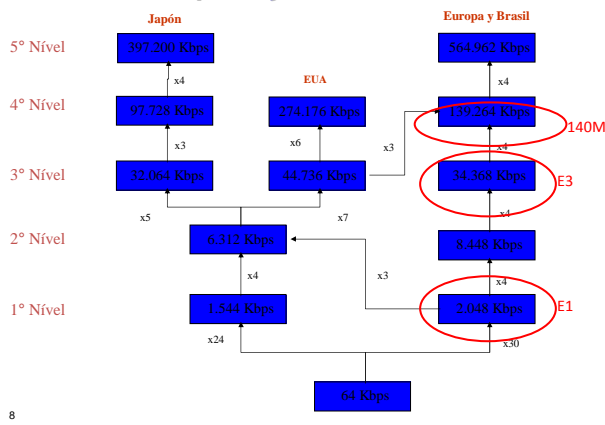 Japón
Europa y Brasil
5° Nível
397.200 Kbps
564.962 Kbps
x4
EUA
x4
4° Nível
97.728 Kbps
274.176 Kbps
139.264 Kbps
140M
x3
x6
x3
x4
3° Nível
32.064 Kbps
44.736 Kbps
34.368 Kbps
E3
x5
x7
x4
2° Nível
6.312 Kbps
8.448 Kbps
x4
x3
x4
1° Nível
1.544 Kbps
2.048 Kbps
E1
x24
x30
64 Kbps
8